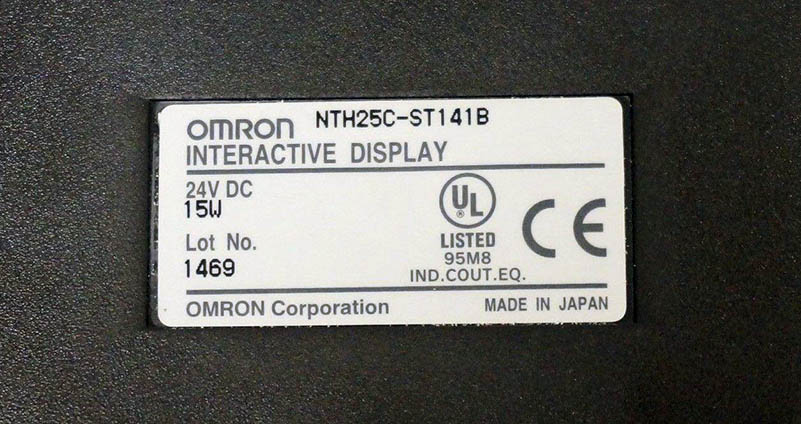 OMRON NTH25C-ST141B
INTERACTIVE DISPLAY
24V DC
15W
Lot No.
1469
UL
®
LISTED
95M8
IND.COUT.EQ.
CE
OMRON Corporation
MADE IN JAPAN